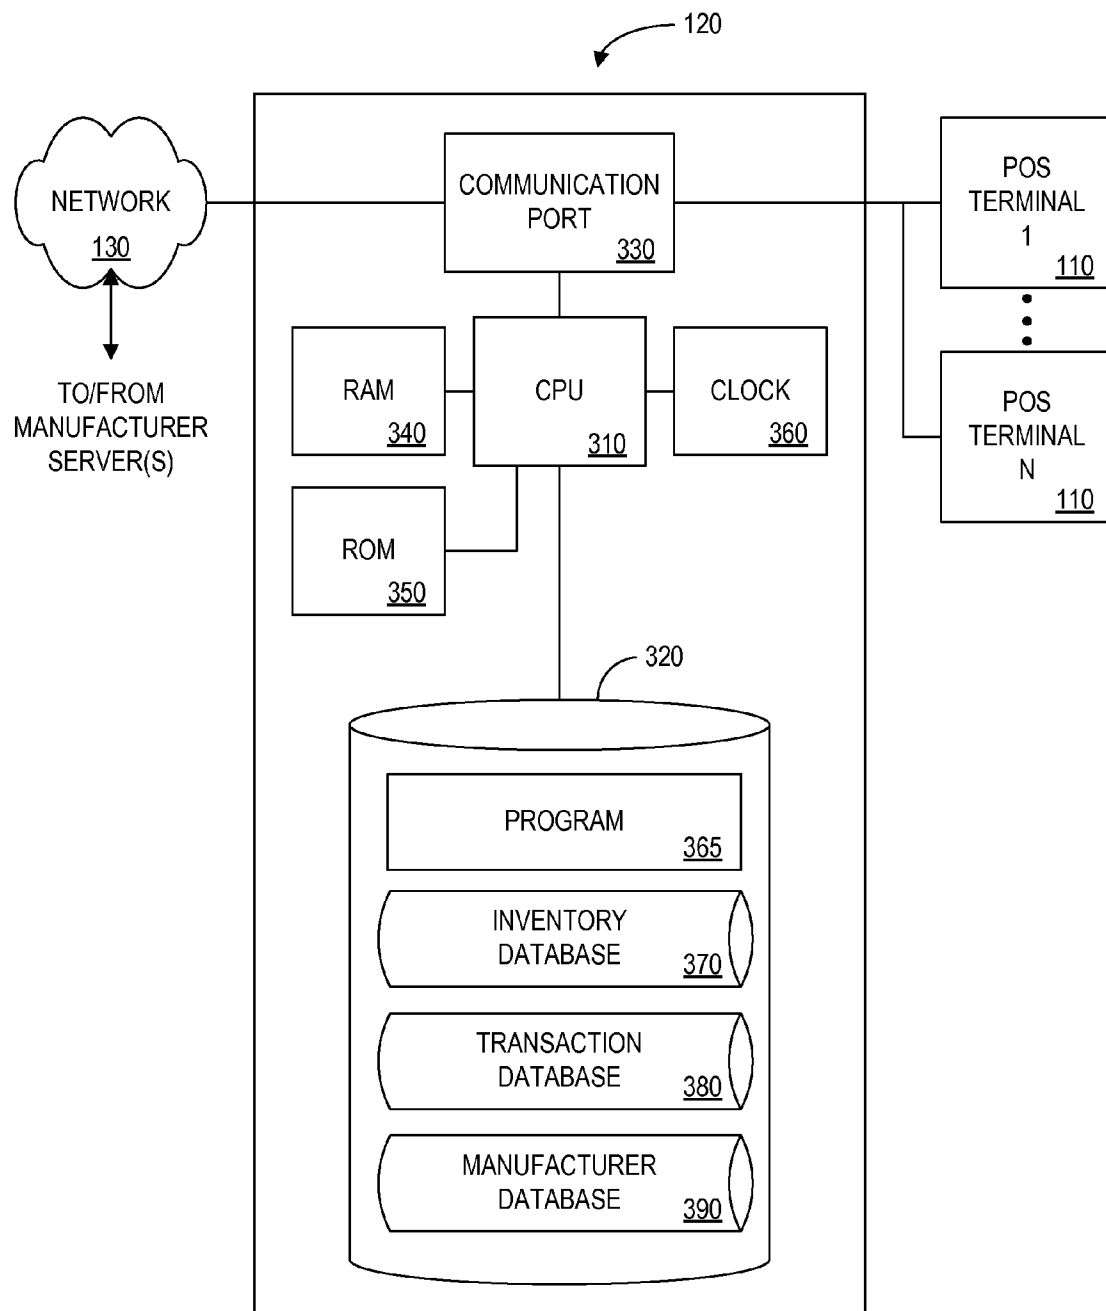 120
NETWORK
130
TO/FROM
MANUFACTURER
SERVER(S)
COMMUNICATION
PORT
330
POS
TERMINAL
1
110
RAM
340
CPU
310
CLOCK
360
POS
TERMINAL
N
110
ROM
350
320
PROGRAM
365
INVENTORY
DATABASE
370
TRANSACTION
DATABASE
380
MANUFACTURER
DATABASE
390